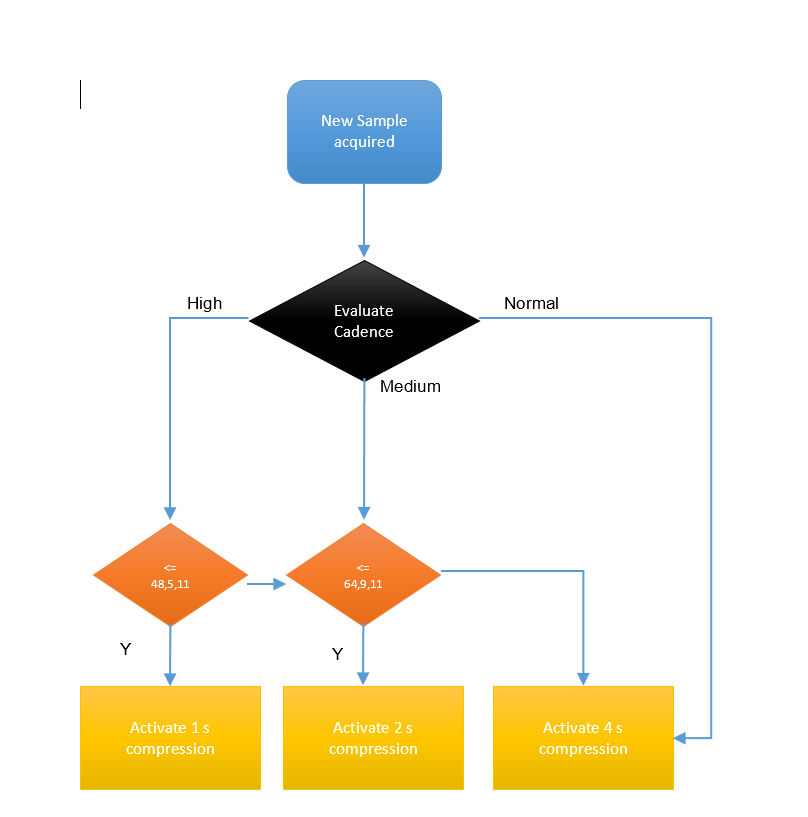 New Sample
acquired
High
Evaluate
Cadence
Normal
Medium
<=
48,5,11
<=
64,9,11
Y
Y
Activate 1 s
compression
Activate 2 s
compression
Activate 4 s
compression